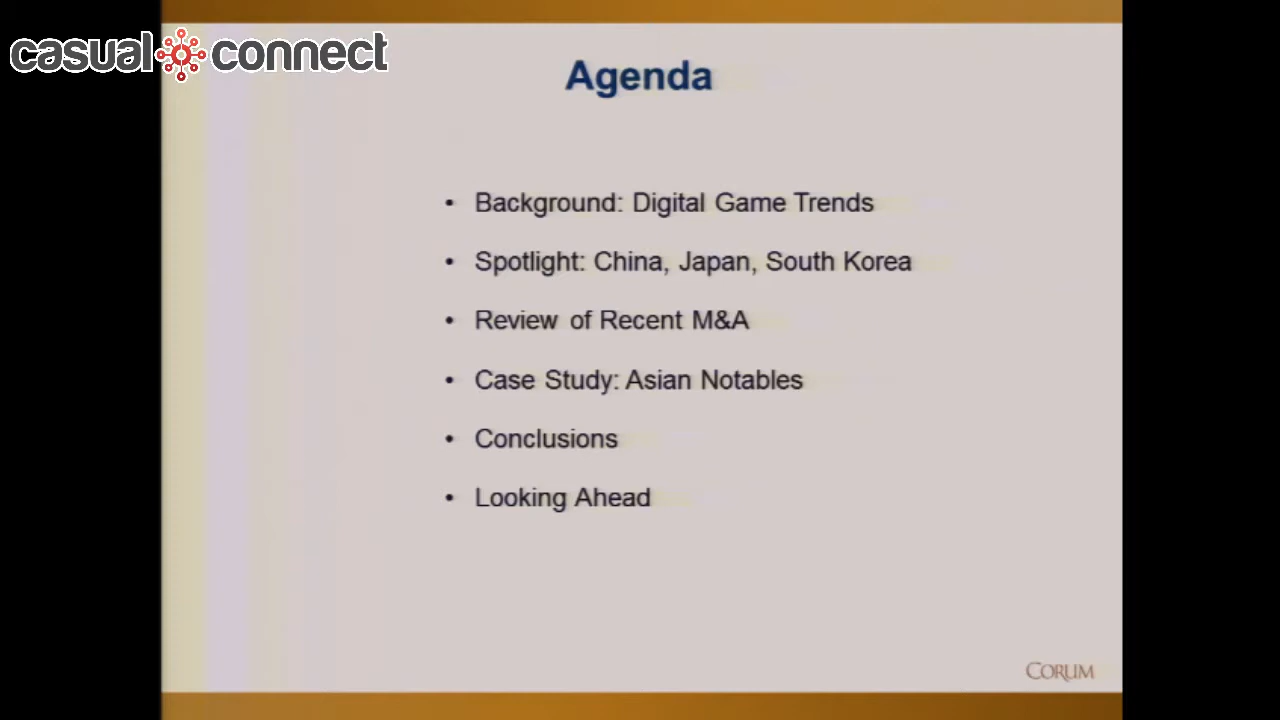 casual connect
Agenda
• Background: Digital Game Trends
• Spotlight: China, Japan, South Korea
• Review of Recent M&A
• Case Study: Asian Notables
• Conclusions
• Looking Ahead
CORUM